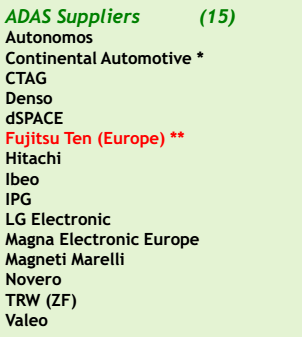 ADAS Suppliers (15)
Autonomos
Continental Automotive *
CTAG
Denso
dSPACE
Fujitsu Ten (Europe) **
Hitachi
Ibeo
IPG
LG Electronic
Magna Electronic Europe
Magneti Marelli
Novero
TRW (ZF)
Valeo